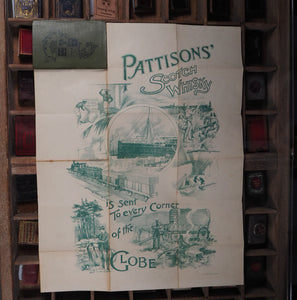 PATTISONS'
SCOTCH
WHISKY
IS SENT
To EVERY CORNER
of the
GLOBE